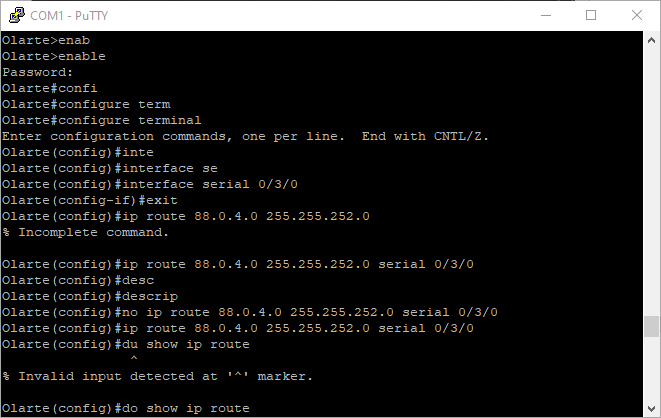 COM1 - PuTTY
Olarte>enab
Olarte>enable
Password:
Olarte#confi
Olarte#configure term
Olarte#configure terminal
Enter configuration commands, one per line.  End with CNTL/Z.
Olarte(config)#inte
Olarte(config)#interface se
Olarte(config)#interface serial 0/3/0
Olarte(config-if)#exit
Olarte(config)#ip route 88.0.4.0 255.255.252.0
% Incomplete command.
Olarte(config)#ip route 88.0.4.0 255.255.252.0 serial 0/3/0
Olarte(config)#desc
Olarte(config)#descrip
Olarte(config)#no ip route 88.0.4.0 255.255.252.0 serial 0/3/0
Olarte(config)#ip route 88.0.4.0 255.255.252.0 serial 0/3/0
Olarte(config)#du show ip route
^
% Invalid input detected at '^' marker.
Olarte(config)#do show ip route